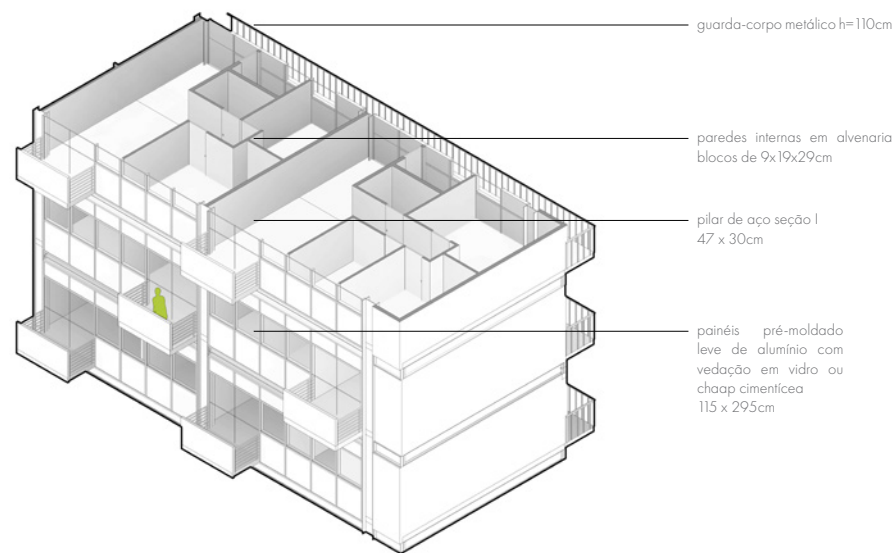 guarda-corpo metálico h=110cm
paredes internas em alvenaria
blocos de 9x19x29cm
pilar de aço seção I
47 x 30cm
painéis pré-moldado
leve de alumínio com
vedação em vidro ou
chaap cimentícea
115 x 295cm